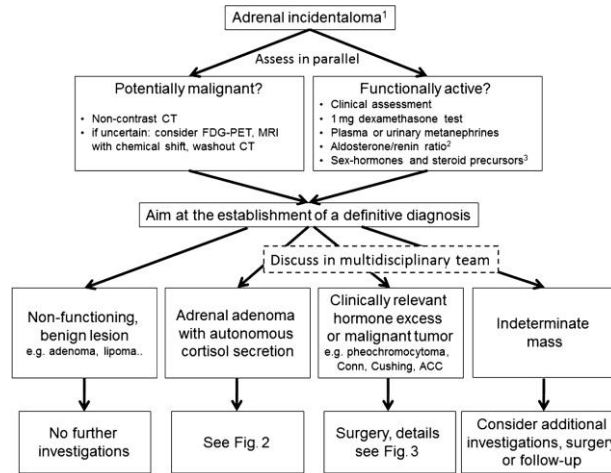 Adrenal incidentaloma¹
Assess in parallel
Potentially malignant?
• Non-contrast CT
• if uncertain: consider FDG-PET, MRI
with chemical shift, washout CT
Functionally active?
• Clinical assessment
• 1 mg dexamethasone test
• Plasma or urinary metanephrines
• Aldosterone/renin ratio²
• Sex-hormones and steroid precursors³
Aim at the establishment of a definitive diagnosis
Discuss in multidisciplinary team
Non-functioning,
benign lesion
e.g. adenoma, lipoma..
Adrenal adenoma
with autonomous
cortisol secretion
Clinically relevant
hormone excess
or malignant tumor
e.g. pheochromocytoma,
Conn, Cushing, ACC
Indeterminate
mass
No further
investigations
See Fig. 2
Surgery, details
see Fig. 3
Consider additional
investigations, surgery
or follow-up